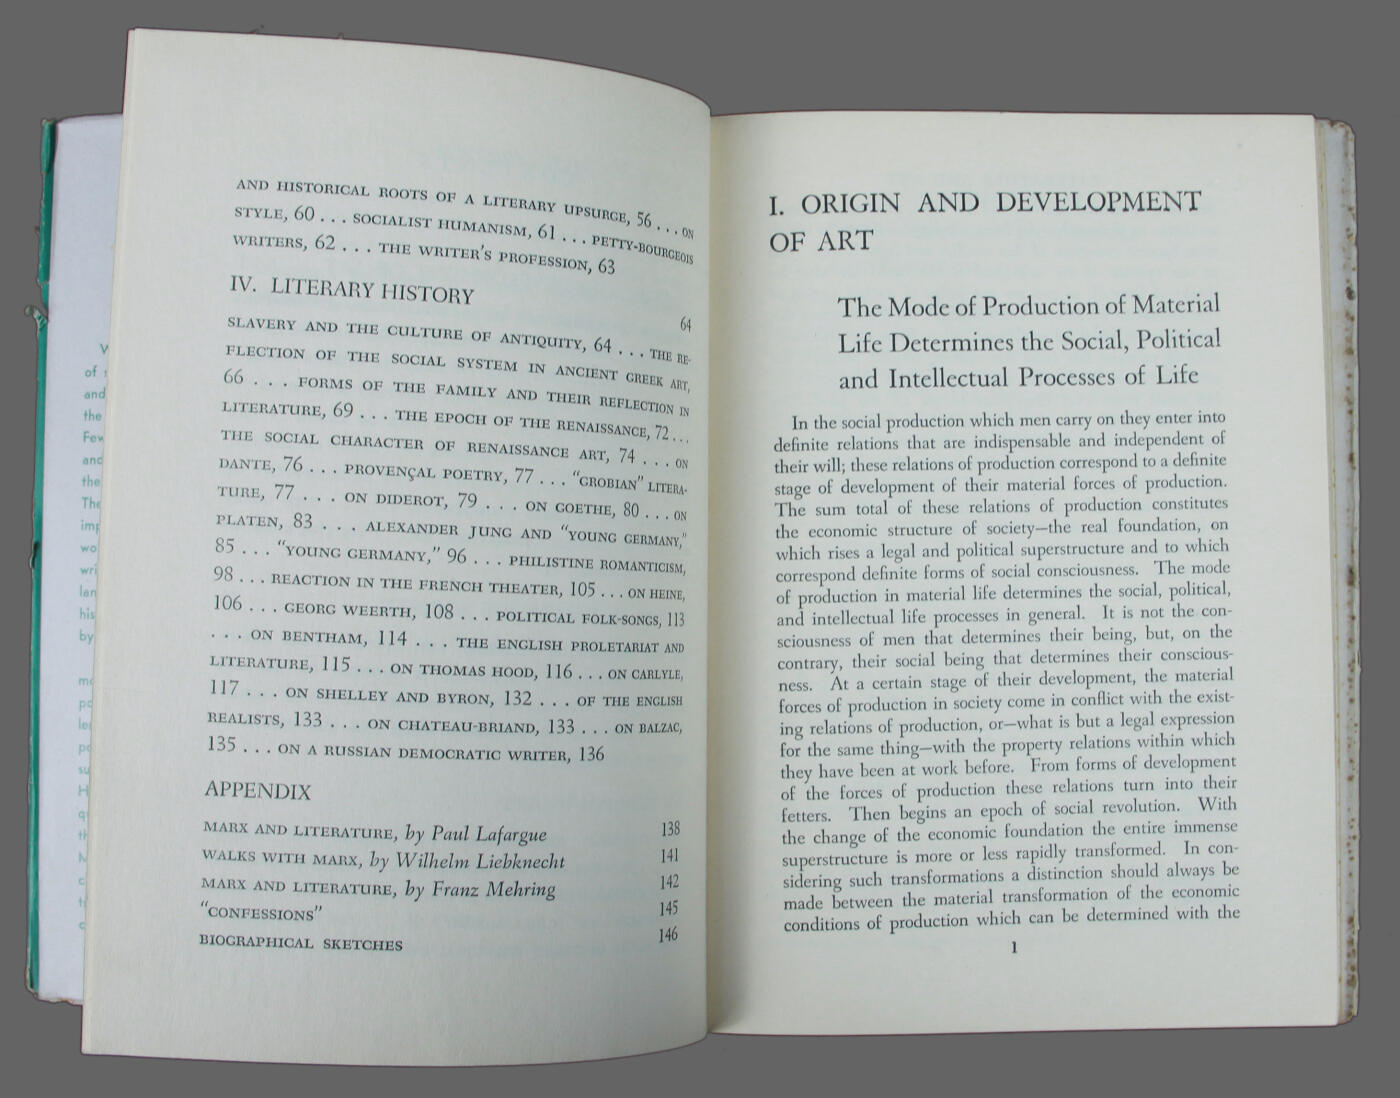 W
of s
and
the
Few
and
the
The
imp
wo
wri
lan
his
by
AND HISTORICAL ROOTS OF A LITERARY UPSURGE, 56 . . . ON
STYLE, 60 . . . SOCIALIST HUMANISM, 61 . . . PETTY-BOURGEOIS
WRITERS, 62 . . . THE WRITER'S PROFESSION, 63
IV. LITERARY HISTORY 64
SLAVERY AND THE CULTURE OF ANTIQUITY, 64 . . . THE RE-
FLECTION OF THE SOCIAL SYSTEM IN ANCIENT GREEK ART,
66 . . . FORMS OF THE FAMILY AND THEIR REFLECTION IN
LITERATURE, 69 . . . THE EPOCH OF THE RENAISSANCE, 72 . . .
THE SOCIAL CHARACTER OF RENAISSANCE ART, 74 . . . ON
DANTE, 76 . . . PROVENÇAL POETRY, 77 . . . "GROBIAN" LITERA-
TURE, 77 . . . ON DIDEROT, 79 . . . ON GOETHE, 80 . . . ON
PLATEN, 83 . . . ALEXANDER JUNG AND "YOUNG GERMANY,"
85 . . . "YOUNG GERMANY," 96 . . . PHILISTINE ROMANTICISM,
98 . . . REACTION IN THE FRENCH THEATER, 105 . . . ON HEINE,
106 . . . GEORG WEERTH, 108 . . . POLITICAL FOLK-SONGS, 113
. . . ON BENTHAM, 114 . . . THE ENGLISH PROLETARIAT AND
LITERATURE, 115 . . . ON THOMAS HOOD, 116 . . . ON CARLYLE,
117 . . . ON SHELLEY AND BYRON, 132 . . . OF THE ENGLISH
REALISTS, 133 . . . ON CHATEAU-BRIAND, 133 . . . ON BALZAC,
135 . . . ON A RUSSIAN DEMOCRATIC WRITER, 136
APPENDIX
MARX AND LITERATURE, by Paul Lafargue 138
WALKS WITH MARX, by Wilhelm Liebknecht 141
MARX AND LITERATURE, by Franz Mehring 142
"CONFESSIONS" 145
BIOGRAPHICAL SKETCHES 146
I. ORIGIN AND DEVELOPMENT
OF ART
The Mode of Production of Material
Life Determines the Social, Political
and Intellectual Processes of Life
In the social production which men carry on they enter into
definite relations that are indispensable and independent of
their will; these relations of production correspond to a definite
stage of development of their material forces of production.
The sum total of these relations of production constitutes
the economic structure of society—the real foundation, on
which rises a legal and political superstructure and to which
correspond definite forms of social consciousness. The mode
of production in material life determines the social, political,
and intellectual life processes in general. It is not the con-
sciousness of men that determines their being, but, on the
contrary, their social being that determines their conscious-
ness. At a certain stage of their development, the material
forces of production in society come in conflict with the exist-
ing relations of production, or—what is but a legal expression
for the same thing—with the property relations within which
they have been at work before. From forms of development
of the forces of production these relations turn into their
fetters. Then begins an epoch of social revolution. With
the change of the economic foundation the entire immense
superstructure is more or less rapidly transformed. In con-
sidering such transformations a distinction should always be
made between the material transformation of the economic
conditions of production which can be determined with the
1